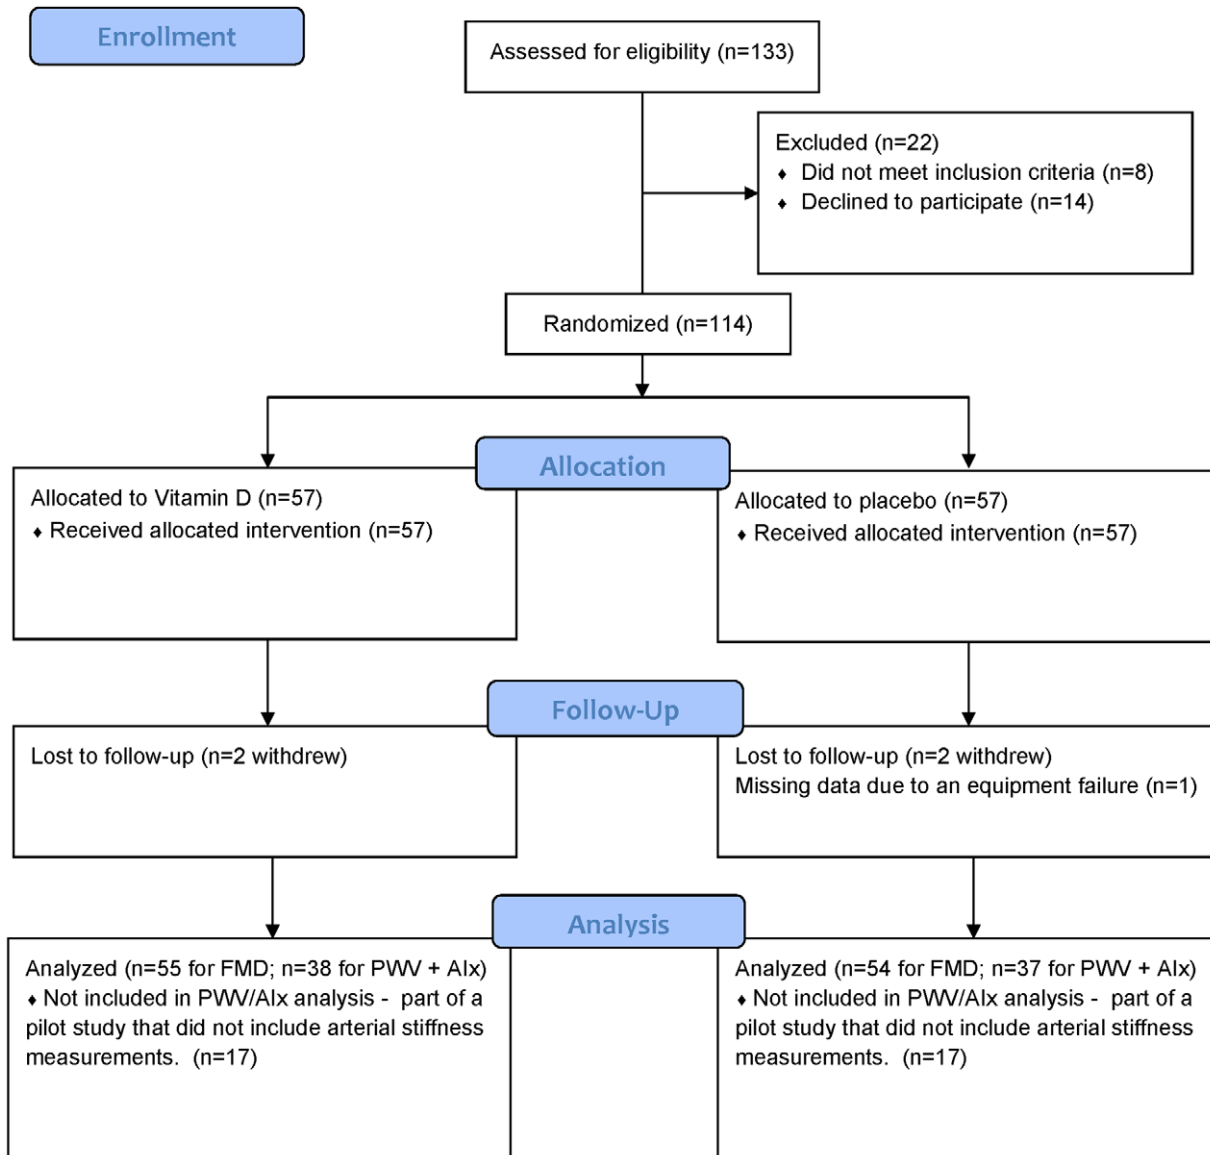 Enrollment
Assessed for eligibility (n=133)
Excluded (n=22)
♦ Did not meet inclusion criteria (n=8)
♦ Declined to participate (n=14)
Randomized (n=114)
Allocation
Allocated to Vitamin D (n=57)
♦ Received allocated intervention (n=57)
Allocated to placebo (n=57)
♦ Received allocated intervention (n=57)
Follow-Up
Lost to follow-up (n=2 withdrew)
Lost to follow-up (n=2 withdrew)
Missing data due to an equipment failure (n=1)
Analysis
Analyzed (n=55 for FMD; n=38 for PWV + AIx)
♦ Not included in PWV/AIx analysis - part of a
pilot study that did not include arterial stiffness
measurements. (n=17)
Analyzed (n=54 for FMD; n=37 for PWV + AIx)
♦ Not included in PWV/AIx analysis - part of a
pilot study that did not include arterial stiffness
measurements. (n=17)